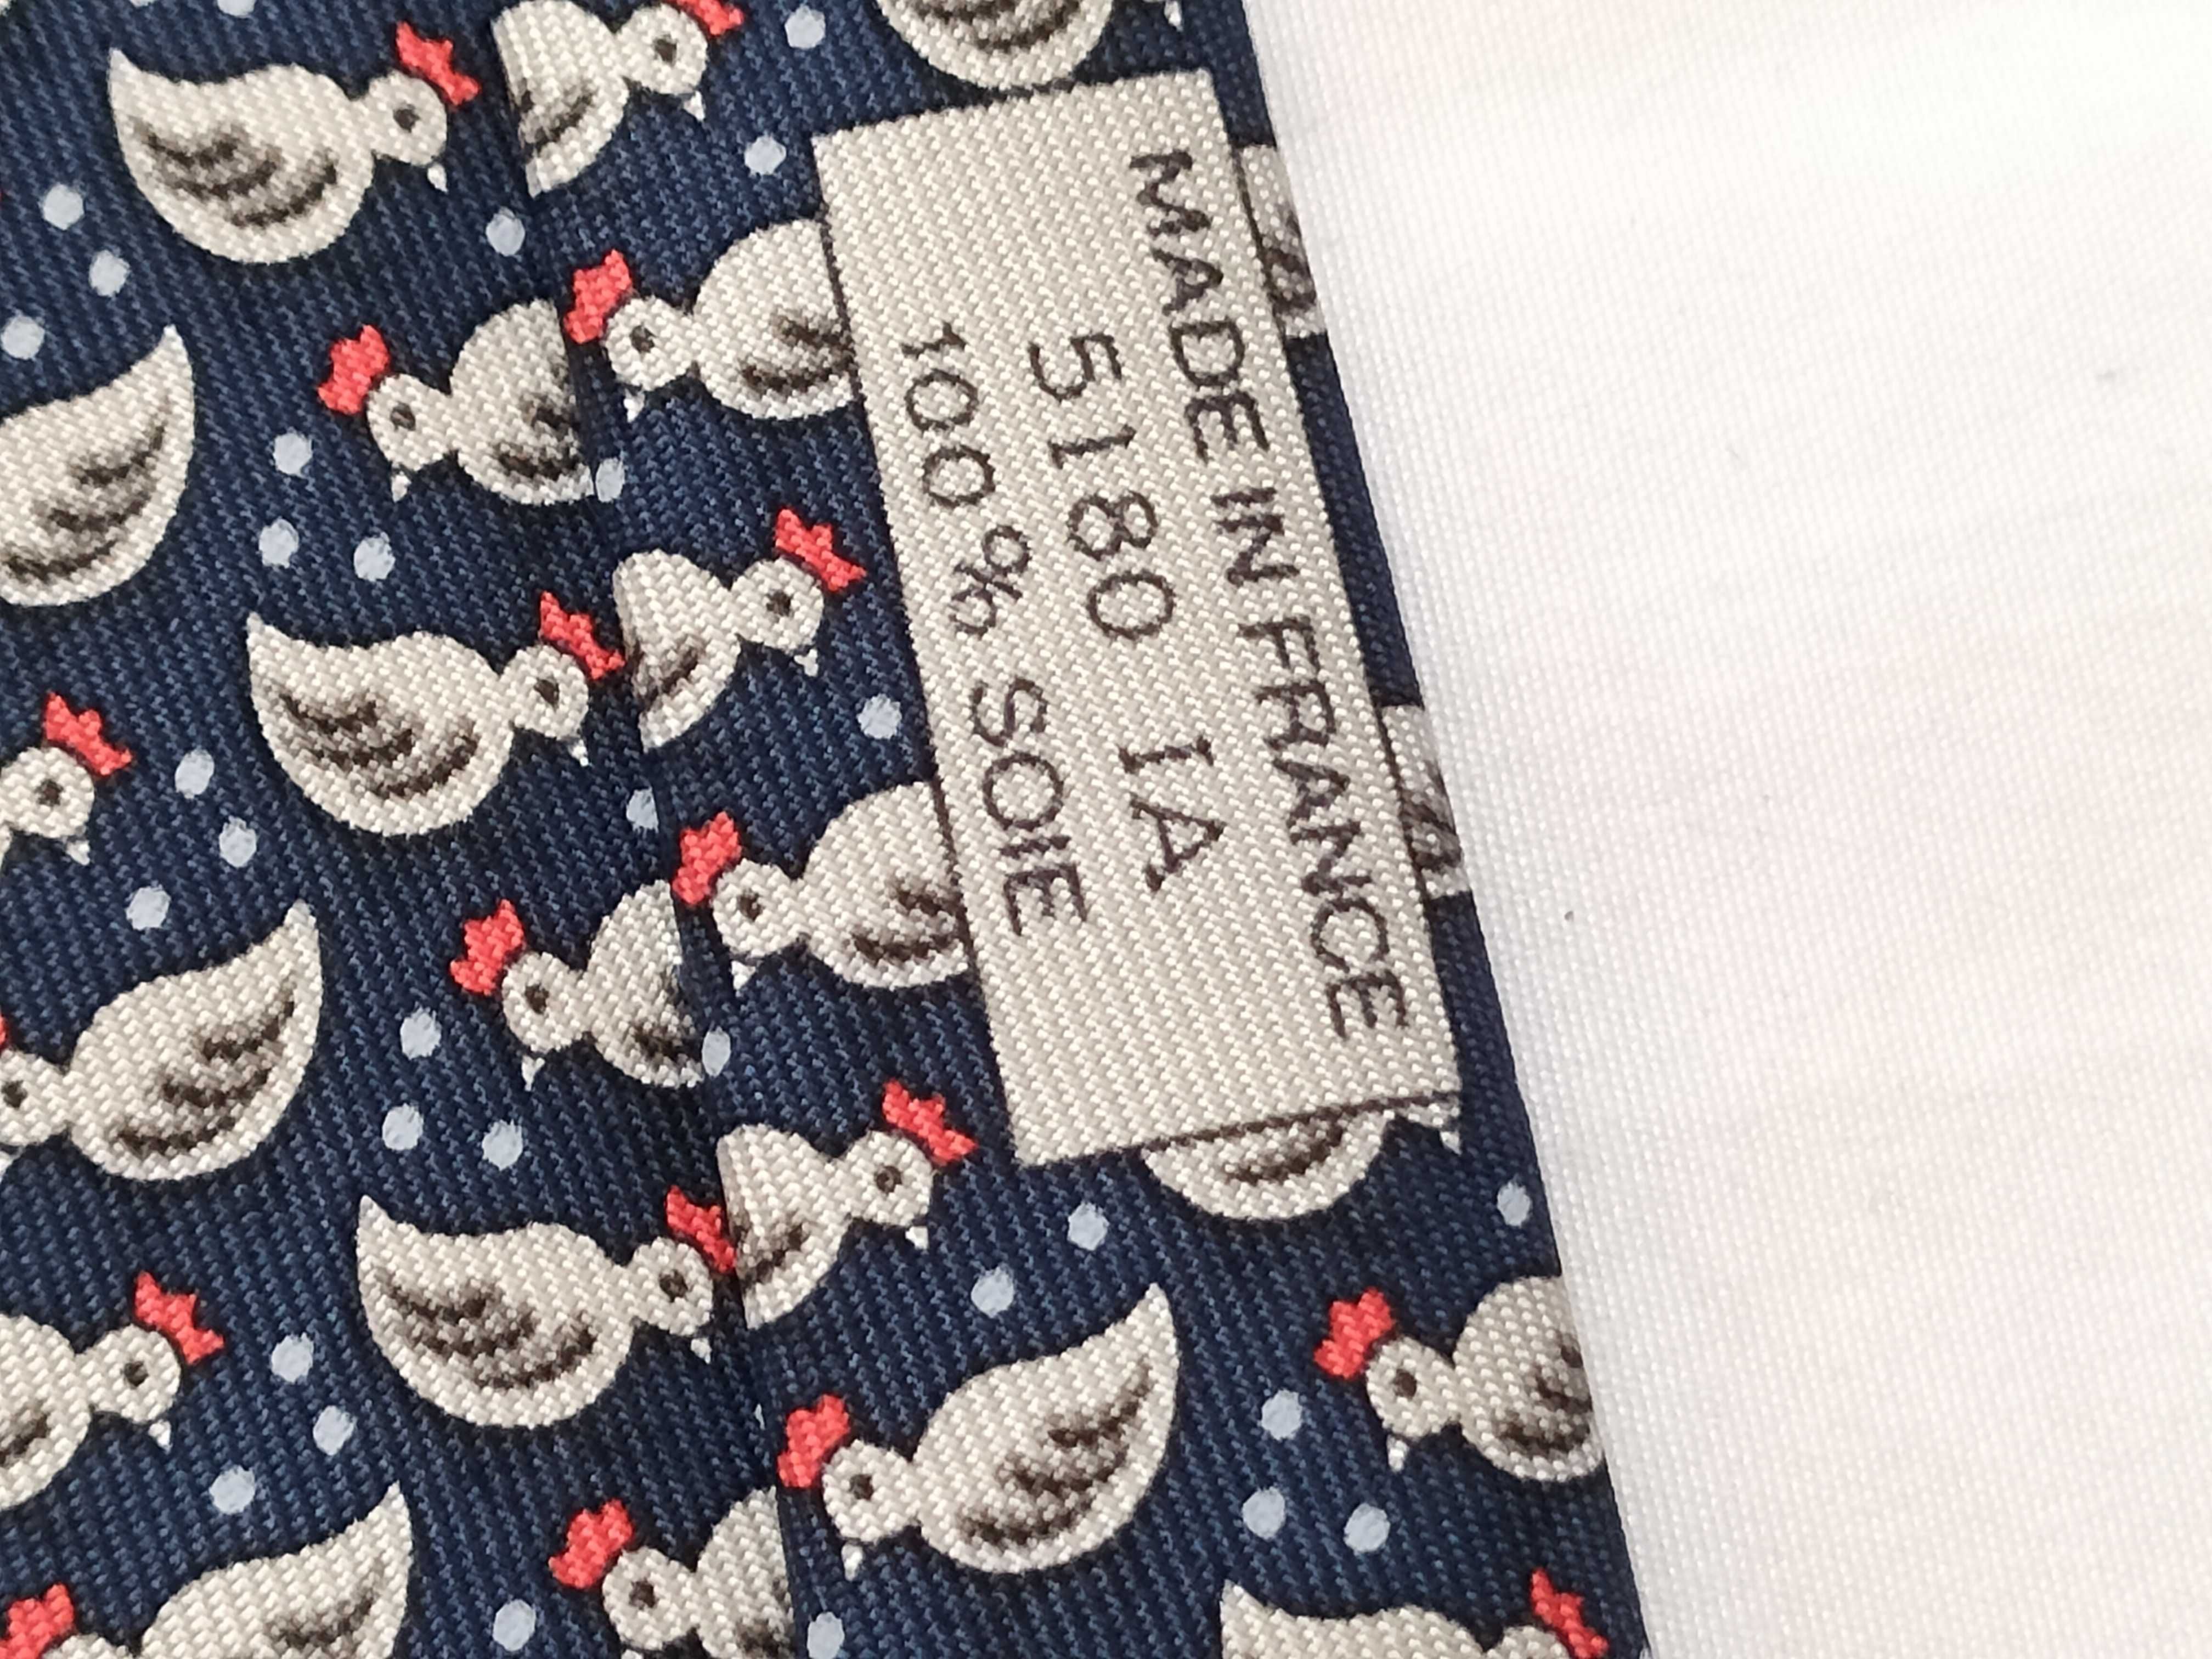 MADE IN FRANCE
5180 IA
100 % SOIE